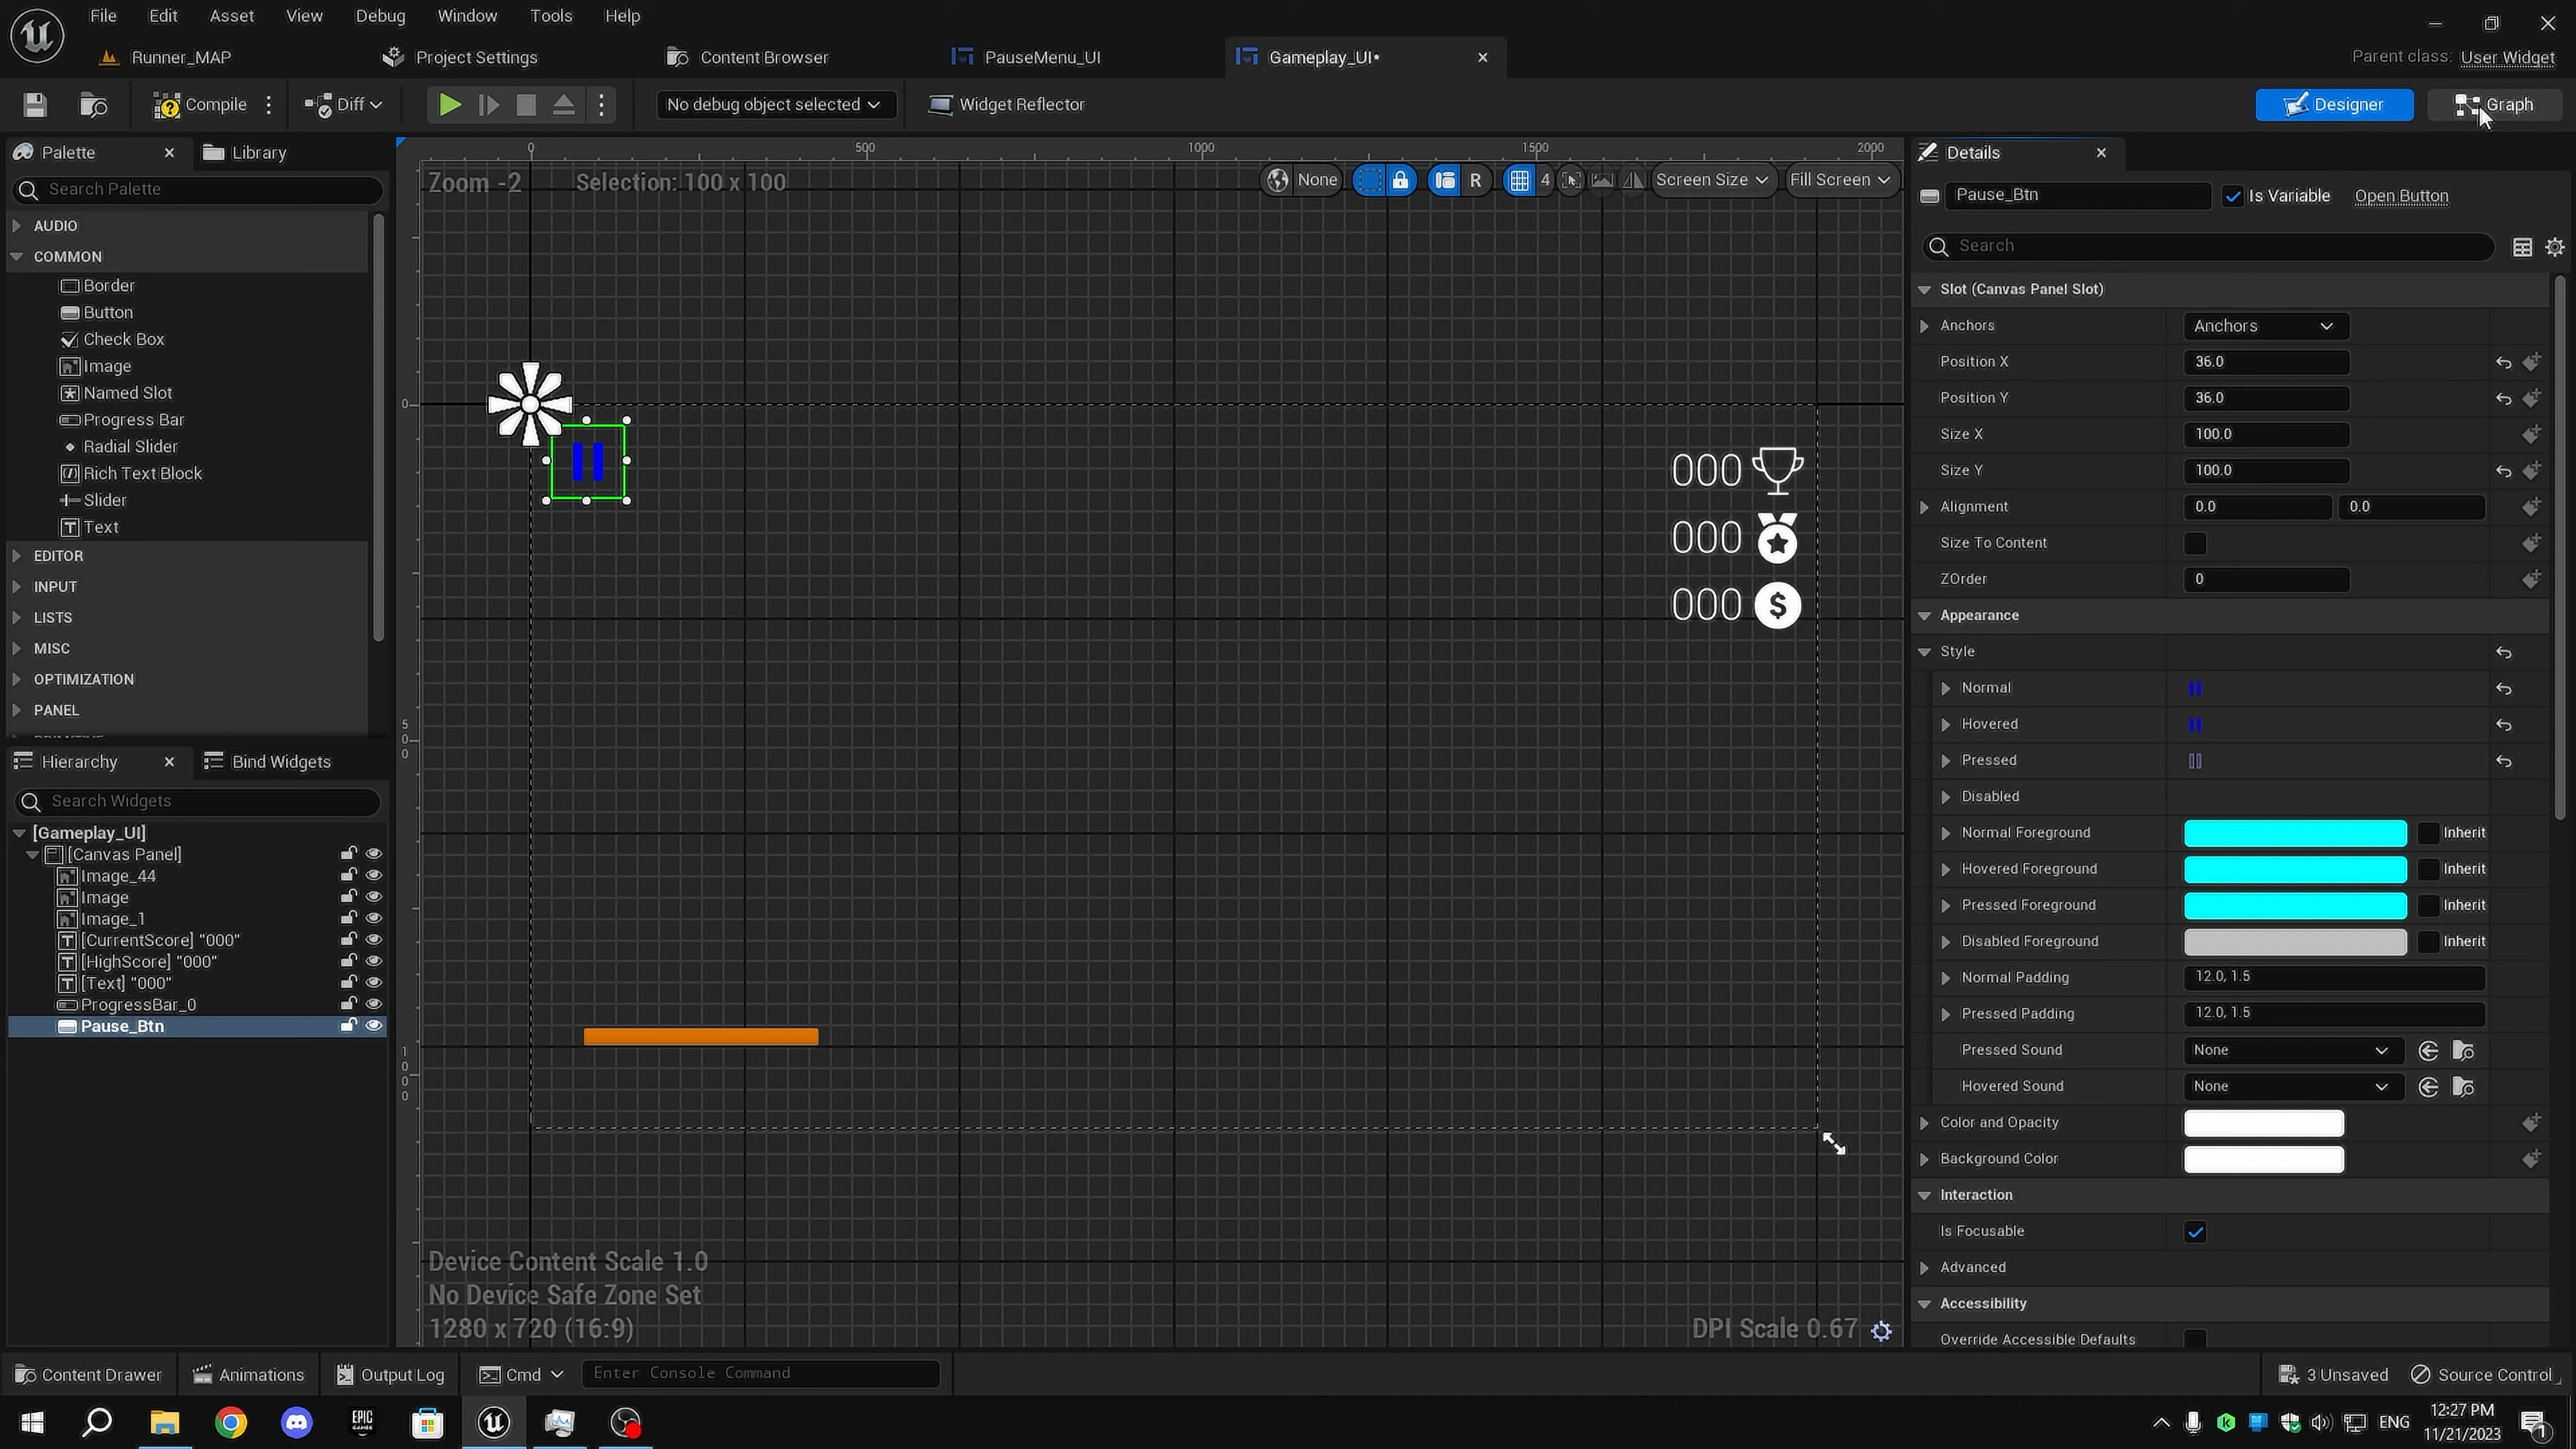 File Edit Asset View Debug Window Tools Help
Runner_MAP Project Settings Content Browser PauseMenu_UI Gameplay_UI* Parent class: User Widget
Compile Diff No debug object selected Widget Reflector Designer Graph
Palette Library
Search Palette
AUDIO
COMMON
Border
Button
Check Box
Image
Named Slot
Progress Bar
Radial Slider
Rich Text Block
Slider
Text
EDITOR
INPUT
LISTS
MISC
OPTIMIZATION
PANEL
Hierarchy Bind Widgets
Search Widgets
[Gameplay_UI]
[Canvas Panel]
Image_44
Image
Image_1
[CurrentScore] "000"
[HighScore] "000"
[Text] "000"
ProgressBar_0
Pause_Btn
0 500 1000 1500 2000
Zoom -2 Selection: 100 x 100 None R 4 Screen Size Fill Screen
0
500
1000
000
000
000 $
Device Content Scale 1.0
No Device Safe Zone Set
1280 x 720 (16:9) DPI Scale 0.67
Details
Pause_Btn Is Variable Open Button
Search
Slot (Canvas Panel Slot)
Anchors Anchors
Position X 36.0
Position Y 36.0
Size X 100.0
Size Y 100.0
Alignment 0.0 0.0
Size To Content
ZOrder 0
Appearance
Style
Normal
Hovered
Pressed
Disabled
Normal Foreground Inherit
Hovered Foreground Inherit
Pressed Foreground Inherit
Disabled Foreground Inherit
Normal Padding 12.0, 1.5
Pressed Padding 12.0, 1.5
Pressed Sound None
Hovered Sound None
Color and Opacity
Background Color
Interaction
Is Focusable
Advanced
Accessibility
Override Accessible Defaults
Content Drawer Animations Output Log Cmd Enter Console Command 3 Unsaved Source Control
EPIC GAMES ENG 12:27 PM
11/21/2023 1